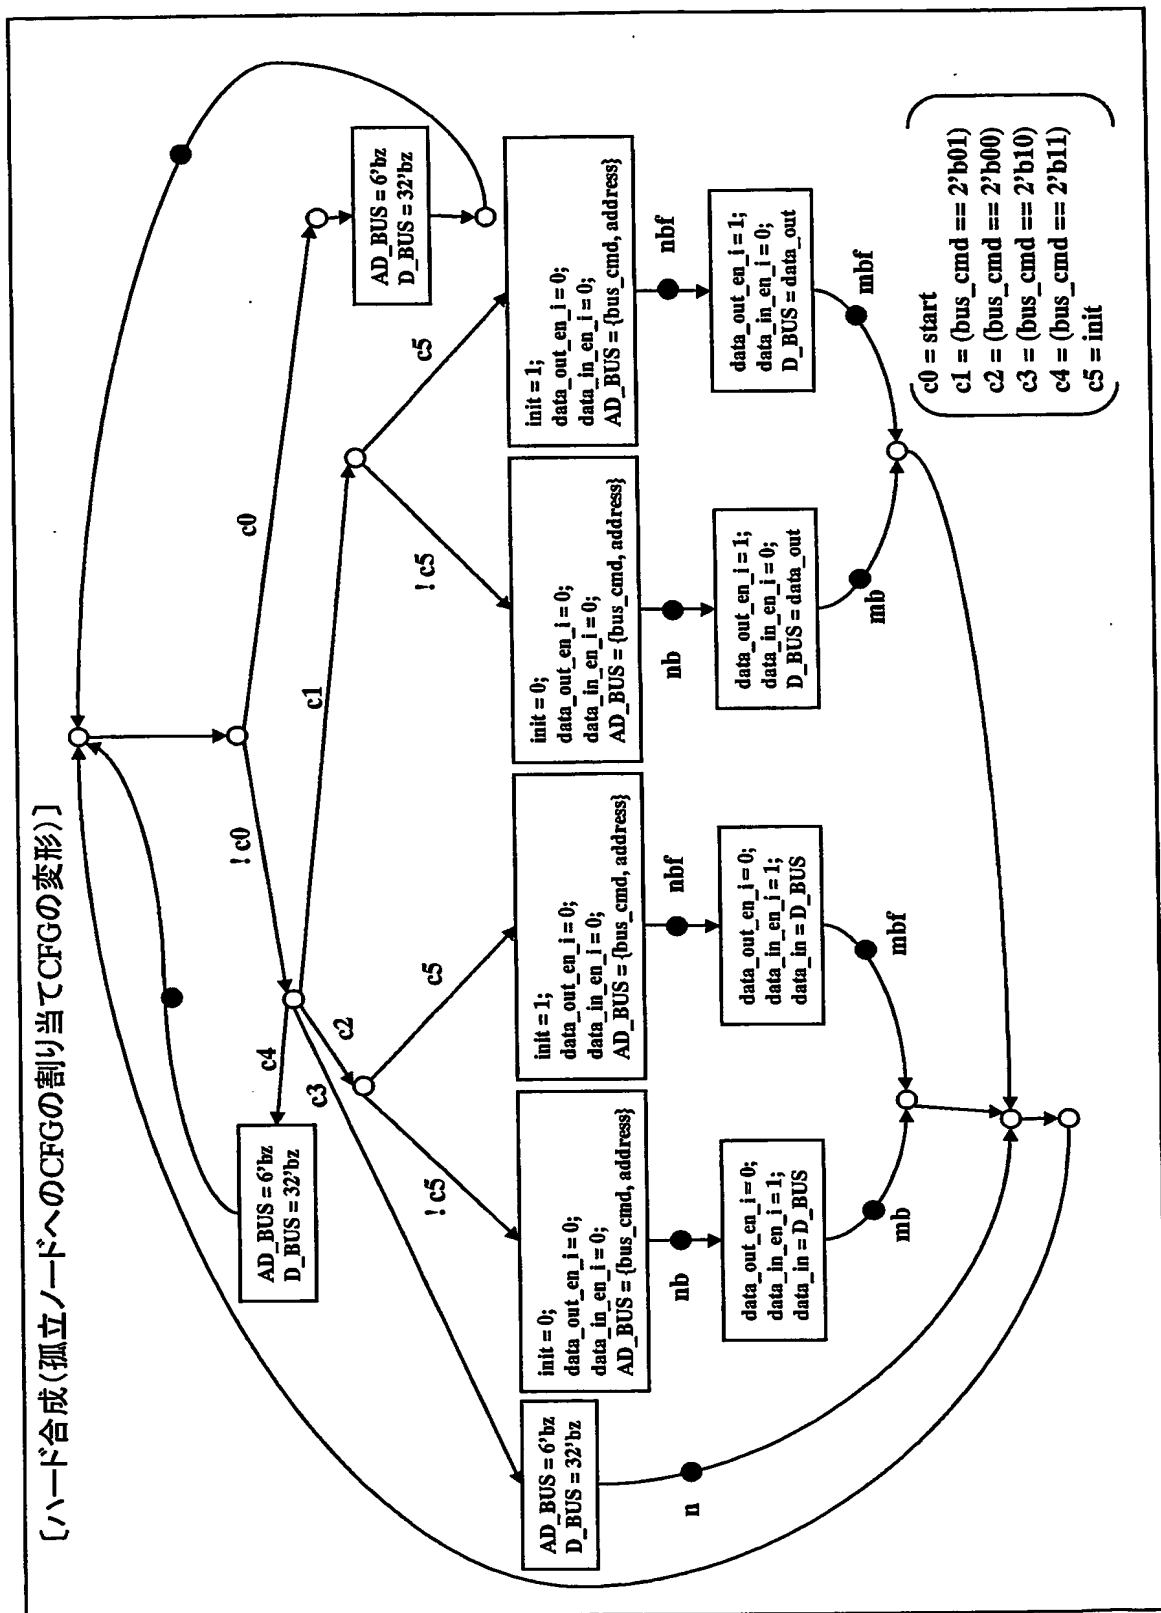 〔ハード合成(孤立ノードへのCFGの割り当てCFGの変形)〕
! c0
c0
AD_BUS = 6'bz
D_BUS = 32'bz
c4
c3
c2
c1
AD_BUS = 6'bz
D_BUS = 32'bz
! c5
c5
! c5
c5
AD_BUS = 6'bz
D_BUS = 32'bz
init = 0;
data_out_en_i = 0;
data_in_en_i = 0;
AD_BUS = {bus_cmd, address}
init = 1;
data_out_en_i = 0;
data_in_en_i = 0;
AD_BUS = {bus_cmd, address}
init = 0;
data_out_en_i = 0;
data_in_en_i = 0;
AD_BUS = {bus_cmd, address}
init = 1;
data_out_en_i = 0;
data_in_en_i = 0;
AD_BUS = {bus_cmd, address}
n
nb
nbf
nb
nbf
data_out_en_i = 0;
data_in_en_i = 1;
data_in = D_BUS
data_out_en_i = 0;
data_in_en_i = 1;
data_in = D_BUS
data_out_en_i = 1;
data_in_en_i = 0;
D_BUS = data_out
data_out_en_i = 1;
data_in_en_i = 0;
D_BUS = data_out
mb
mbf
mb
mbf
c0 = start
c1 = (bus_cmd == 2'b01)
c2 = (bus_cmd == 2'b00)
c3 = (bus_cmd == 2'b10)
c4 = (bus_cmd == 2'b11)
c5 = init